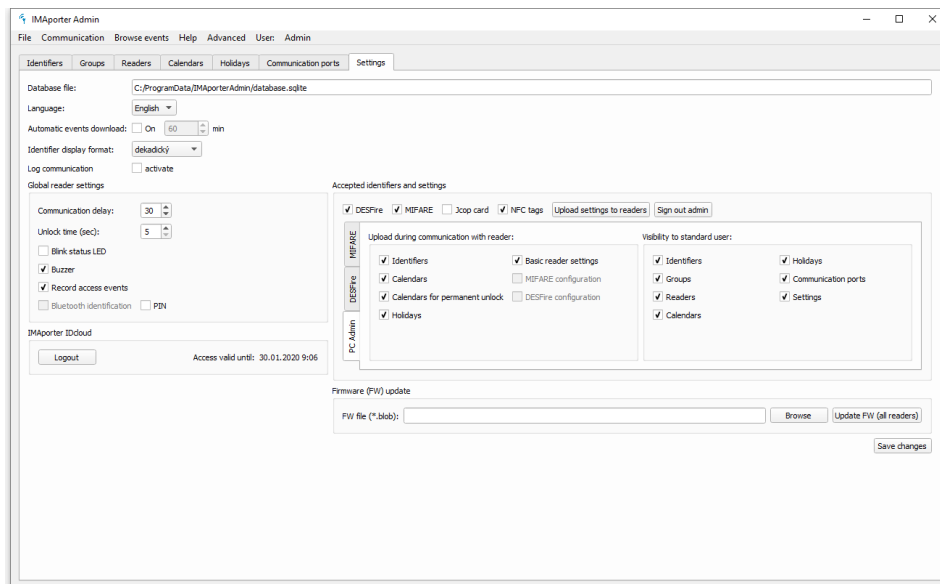 IMAporter Admin
File Communication Browse events Help Advanced User: Admin
Identifiers Groups Readers Calendars Holidays Communication ports Settings
Database file: C:/ProgramData/IMAporterAdmin/database.sqlite
Language: English
Automatic events download: On 60 min
Identifier display format: dekadický
Log communication activate
Global reader settings
Communication delay: 30
Unlock time (sec): 5
Blink status LED
Buzzer
Record access events
Bluetooth identification PIN
IMAporter IDcloud
Logout Access valid until: 30.01.2020 9:06
Accepted identifiers and settings
DESFire MIFARE Jcop card NFC tags Upload settings to readers Sign out admin
MIFARE
DESFire
PC Admin
Upload during communication with reader:
Identifiers Basic reader settings
Calendars MIFARE configuration
Calendars for permanent unlock DESFire configuration
Holidays
Visibility to standard user:
Identifiers Holidays
Groups Communication ports
Readers Settings
Calendars
Firmware (FW) update
FW file (*.blob): Browse Update FW (all readers)
Save changes